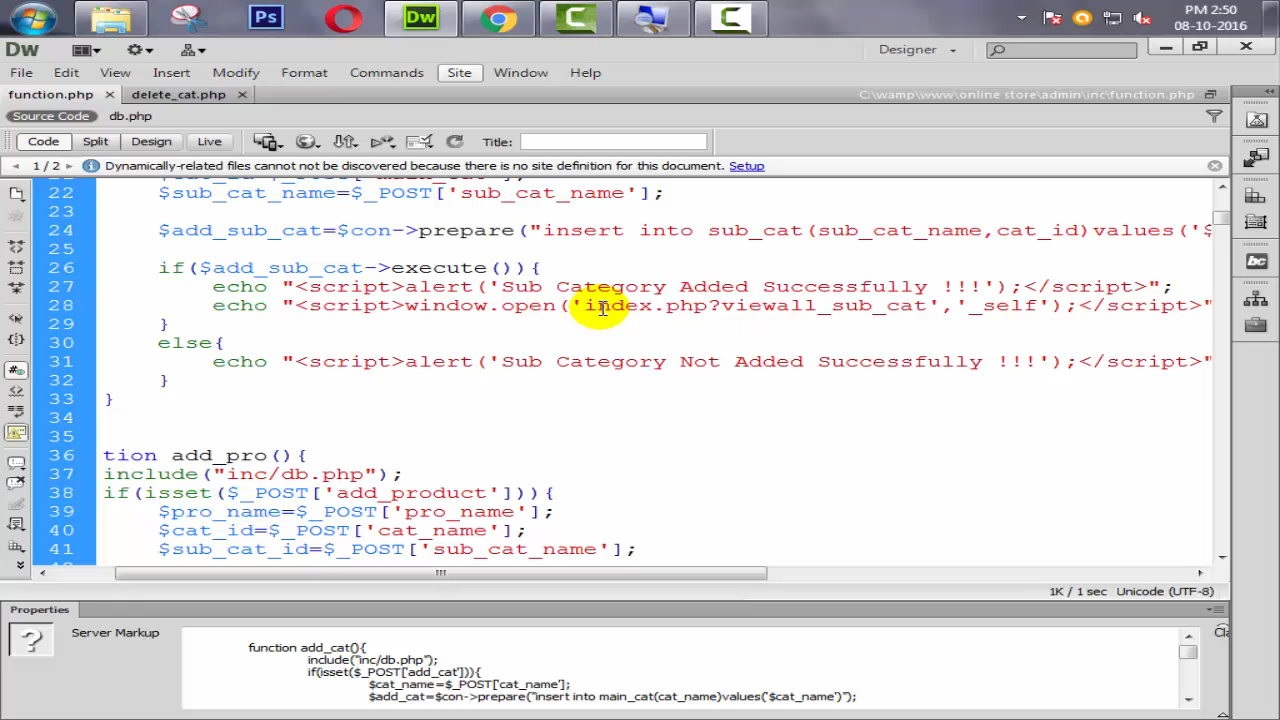 Ps
Dw
PM 2:50
08-10-2016
Dw
Designer
File Edit View Insert Modify Format Commands Site Window Help
function.php × delete_cat.php ×
C:\wamp\www\online store\admin\inc\function.php
Source Code db.php
Code Split Design Live Title:
1 / 2 Dynamically-related files cannot not be discovered because there is no site definition for this document. Setup
22 $sub_cat_name=$_POST['sub_cat_name'];
23
24 $add_sub_cat=$con->prepare("insert into sub_cat(sub_cat_name,cat_id)values('$
25
26 if($add_sub_cat->execute()){
27 echo "<script>alert('Sub Category Added Successfully !!!');</script>";
28 echo "<script>window.open('index.php?viewall_sub_cat','_self');</script>"
29 }
30 else{
31 echo "<script>alert('Sub Category Not Added Successfully !!!');</script>"
32 }
33 }
34
35
36 tion add_pro(){
37 include("inc/db.php");
38 if(isset($_POST['add_product'])){
39 $pro_name=$_POST['pro_name'];
40 $cat_id=$_POST['cat_name'];
41 $sub_cat_id=$_POST['sub_cat_name'];
1K / 1 sec Unicode (UTF-8)
Properties
Server Markup
Cla
function add_cat(){
include("inc/db.php");
if(isset($_POST['add_cat'])){
$cat_name=$_POST['cat_name'];
$add_cat=$con->prepare("insert into main_cat(cat_name)values('$cat_name')");